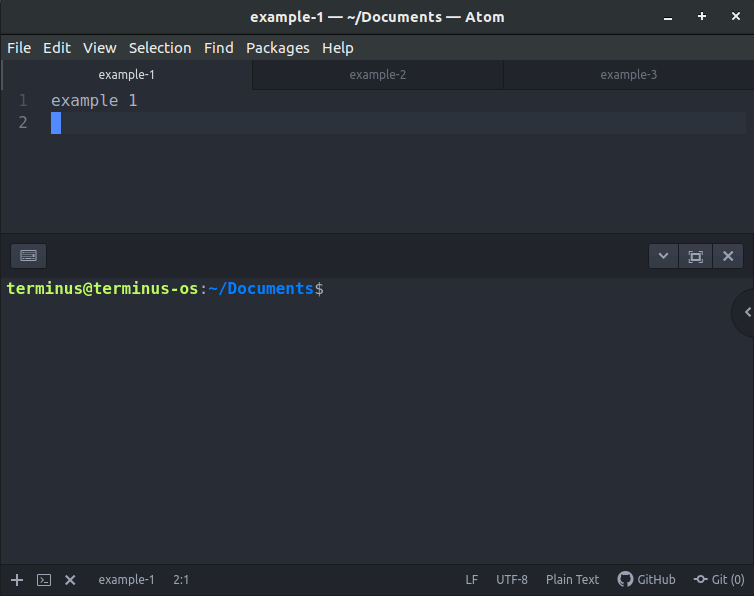 example-1 — ~/Documents — Atom
File Edit View Selection Find Packages Help
example-1 example-2 example-3
1 example 1
2
terminus@terminus-os:~/Documents$
example-1 2:1 LF UTF-8 Plain Text GitHub Git (0)